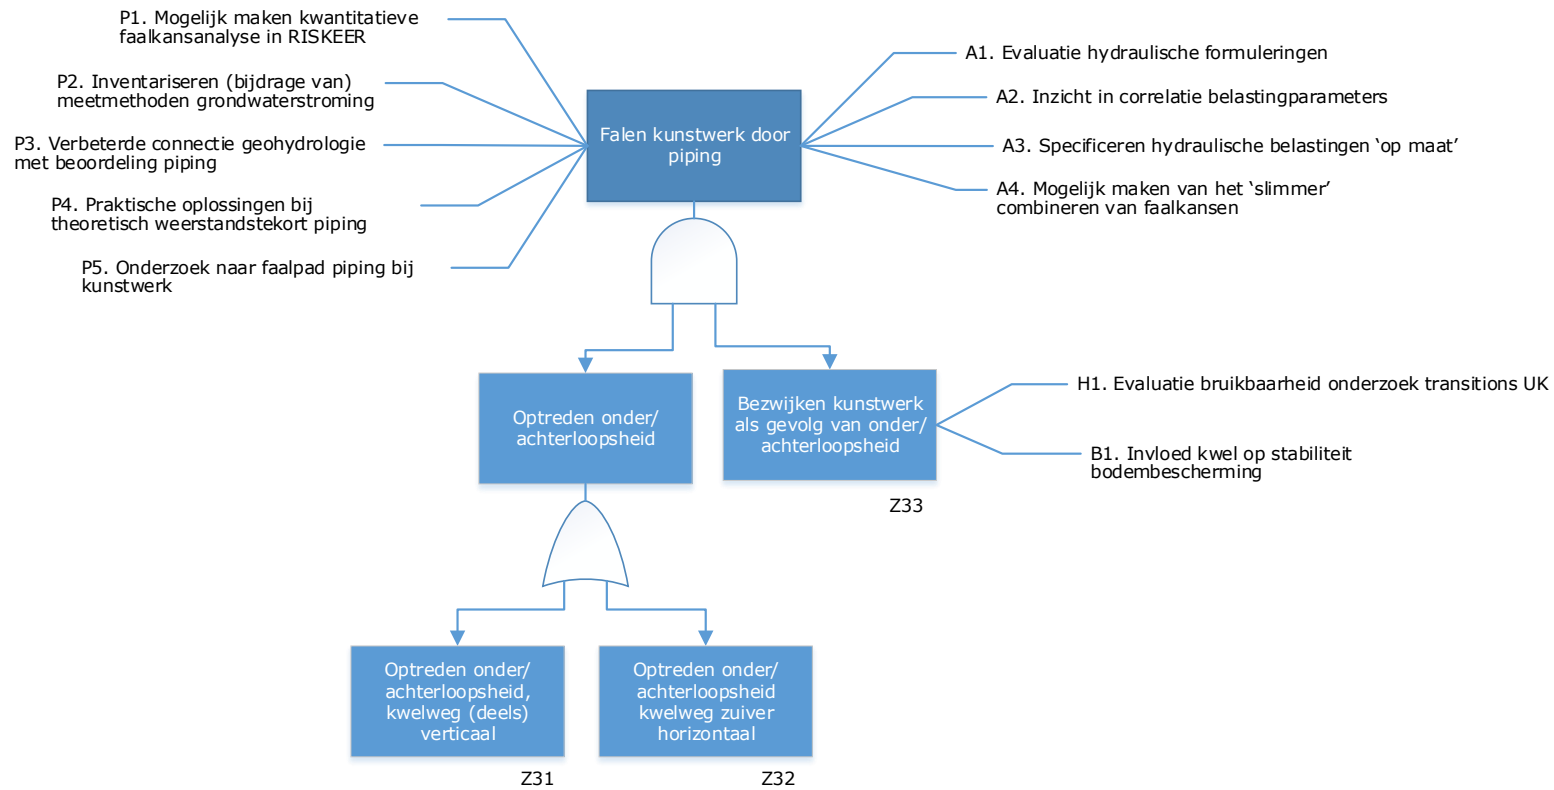 P1. Mogelijk maken kwantitatieve
faalkansanalyse in RISKEER
P2. Inventariseren (bijdrage van)
meetmethoden grondwaterstroming
P3. Verbeterde connectie geohydrologie
met beoordeling piping
P4. Praktische oplossingen bij
theoretisch weerstandstekort piping
P5. Onderzoek naar faalpad piping bij
kunstwerk
Falen kunstwerk door
piping
A1. Evaluatie hydraulische formuleringen
A2. Inzicht in correlatie belastingparameters
A3. Specificeren hydraulische belastingen ‘op maat’
A4. Mogelijk maken van het ‘slimmer’
combineren van faalkansen
Optreden onder/
achterloopsheid
Bezwijken kunstwerk
als gevolg van onder/
achterloopsheid
Z33
H1. Evaluatie bruikbaarheid onderzoek transitions UK
B1. Invloed kwel op stabiliteit
bodembescherming
Optreden onder/
achterloopsheid,
kwelweg (deels)
verticaal
Z31
Optreden onder/
achterloopsheid
kwelweg zuiver
horizontaal
Z32